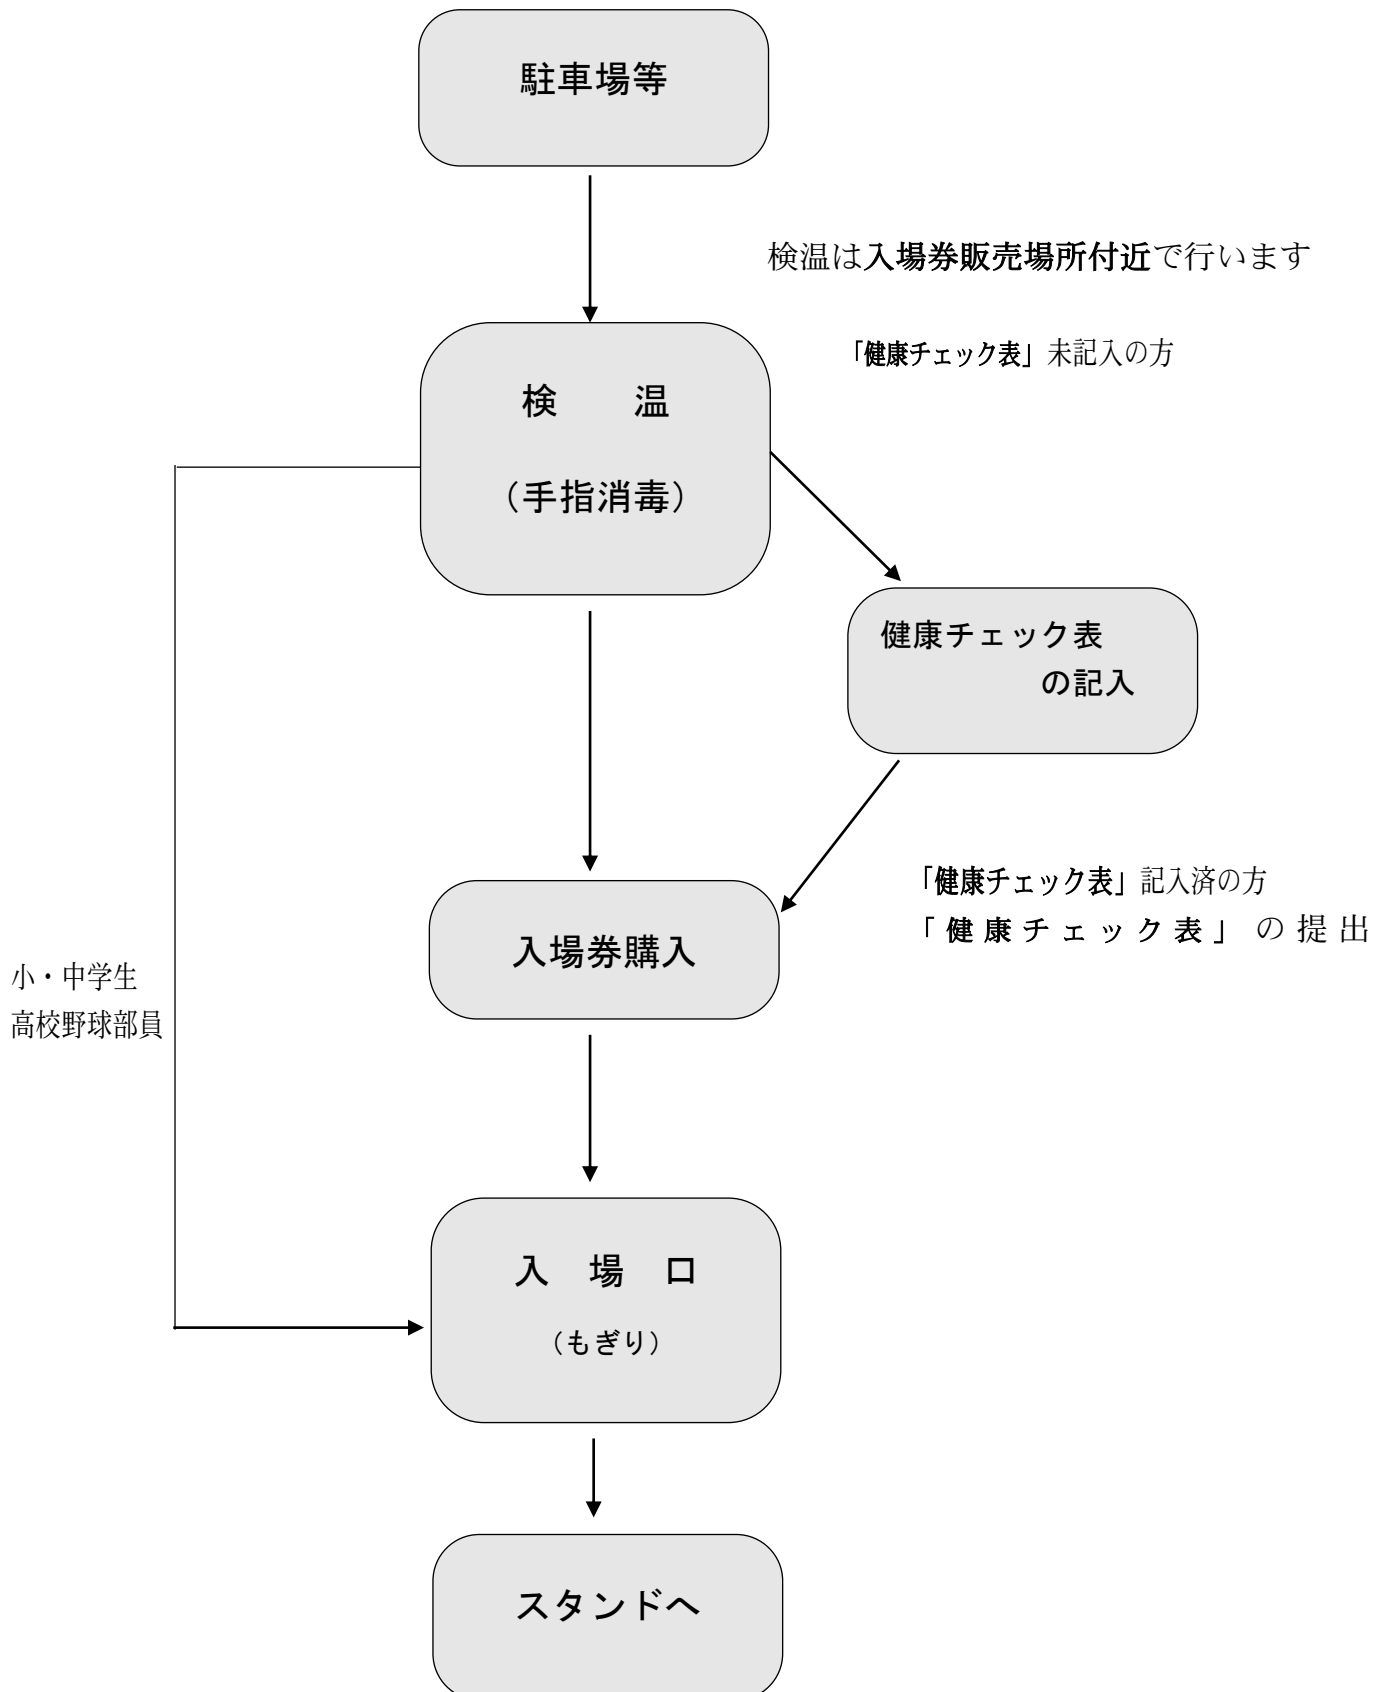 駐車場等
検温は入場券販売場所付近で行います
「健康チェック表」未記入の方
検　　温
（手指消毒）
健康チェック表
の記入
「健康チェック表」記入済の方
「健康チェック表」の提出
入場券購入
小・中学生
高校野球部員
入　場　口
（もぎり）
スタンドへ